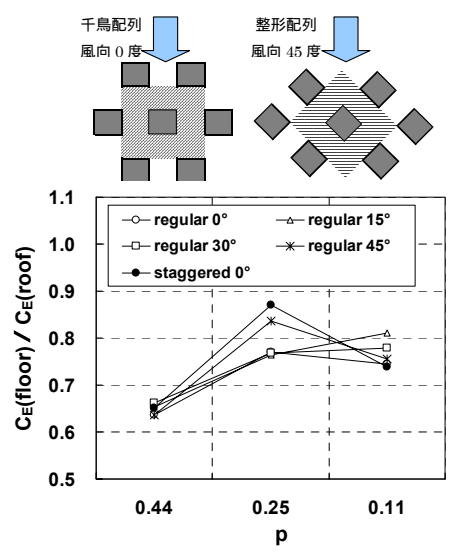 千鳥配列
風向 0 度
整形配列
風向 45 度
1.1
1.0
0.9
0.8
0.7
0.6
0.5
CE(floor) / CE(roof)
regular 0°
regular 15°
regular 30°
regular 45°
staggered 0°
0.44
0.25
0.11
p